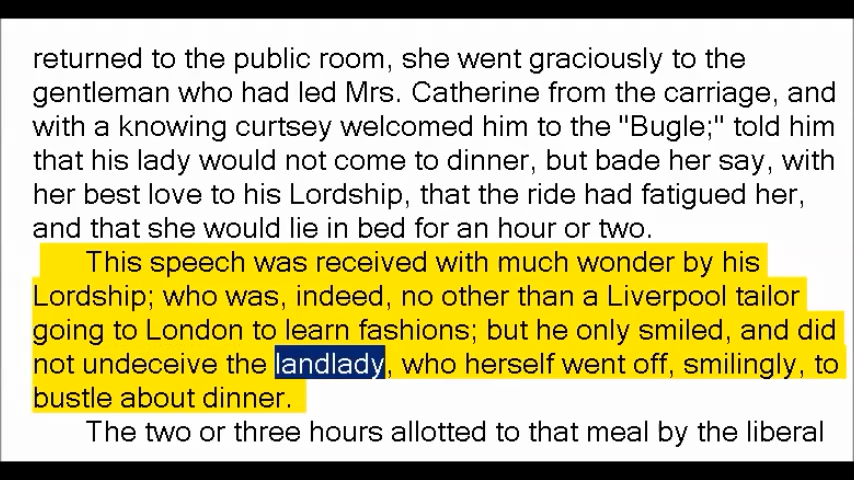 returned to the public room, she went graciously to the
gentleman who had led Mrs. Catherine from the carriage, and
with a knowing curtsey welcomed him to the "Bugle;" told him
that his lady would not come to dinner, but bade her say, with
her best love to his Lordship, that the ride had fatigued her,
and that she would lie in bed for an hour or two.
This speech was received with much wonder by his
Lordship; who was, indeed, no other than a Liverpool tailor
going to London to learn fashions; but he only smiled, and did
not undeceive the landlady, who herself went off, smilingly, to
bustle about dinner.
The two or three hours allotted to that meal by the liberal